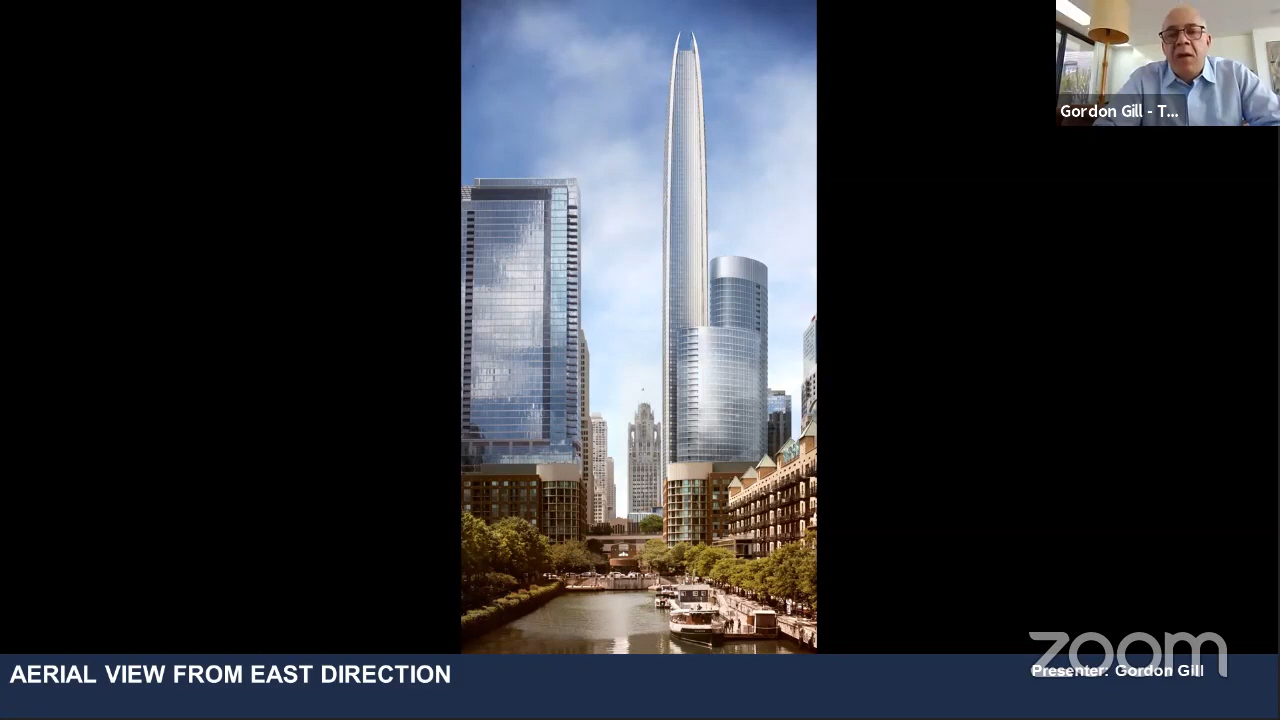 Gordon Gill - T...
zoom
AERIAL VIEW FROM EAST DIRECTION
Presenter: Gordon Gill